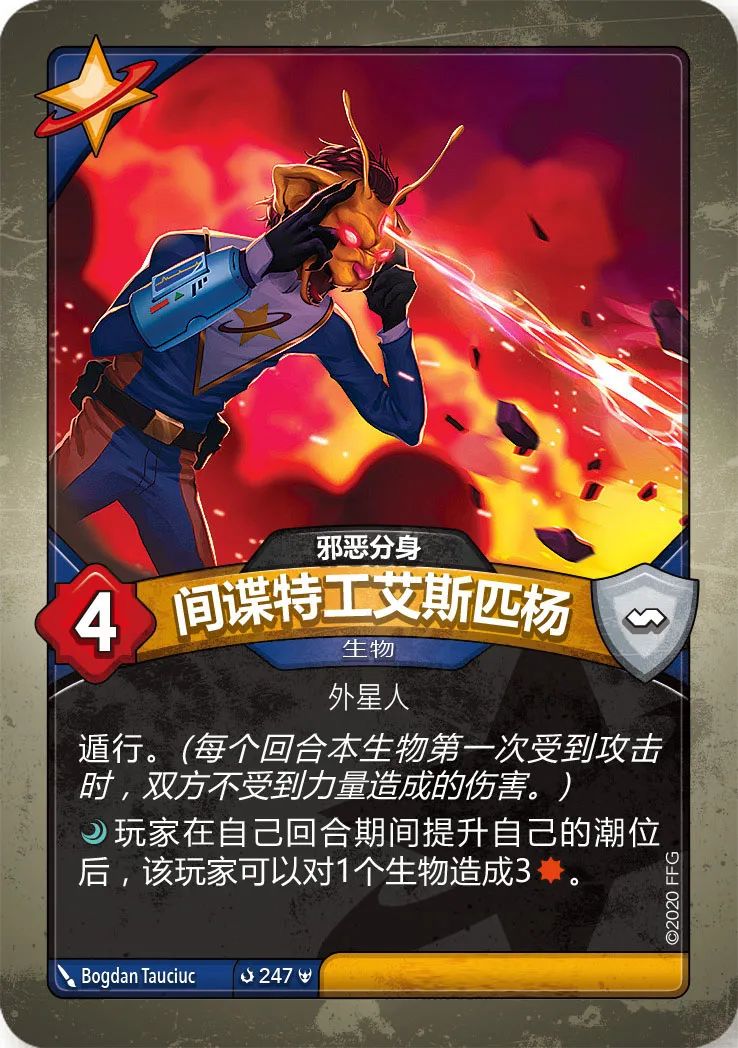 邪恶分身
间谍特工艾斯匹杨
4
生物
外星人
遁行。(每个回合本生物第一次受到攻击
时，双方不受到力量造成的伤害。)
玩家在自己回合期间提升自己的潮位
后，该玩家可以对1个生物造成3 。
©2020 FFG
Bogdan Tauciuc
247